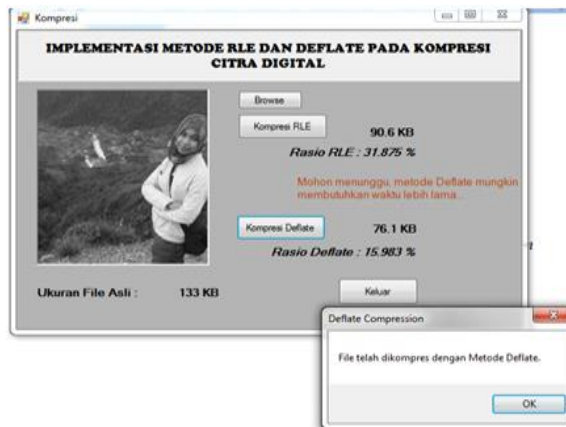 Kompresi
IMPLEMENTASI METODE RLE DAN DEFLATE PADA KOMPRESI
CITRA DIGITAL
Browse
Kompresi RLE
90.6 KB
Rasio RLE : 31.875 %
Mohon menunggu, metode Deflate mungkin
membutuhkan waktu lebih lama...
Kompresi Deflate
76.1 KB
Rasio Deflate : 15.983 %
Ukuran File Asli :
133 KB
Keluar
Deflate Compression
File telah dikompres dengan Metode Deflate.
OK